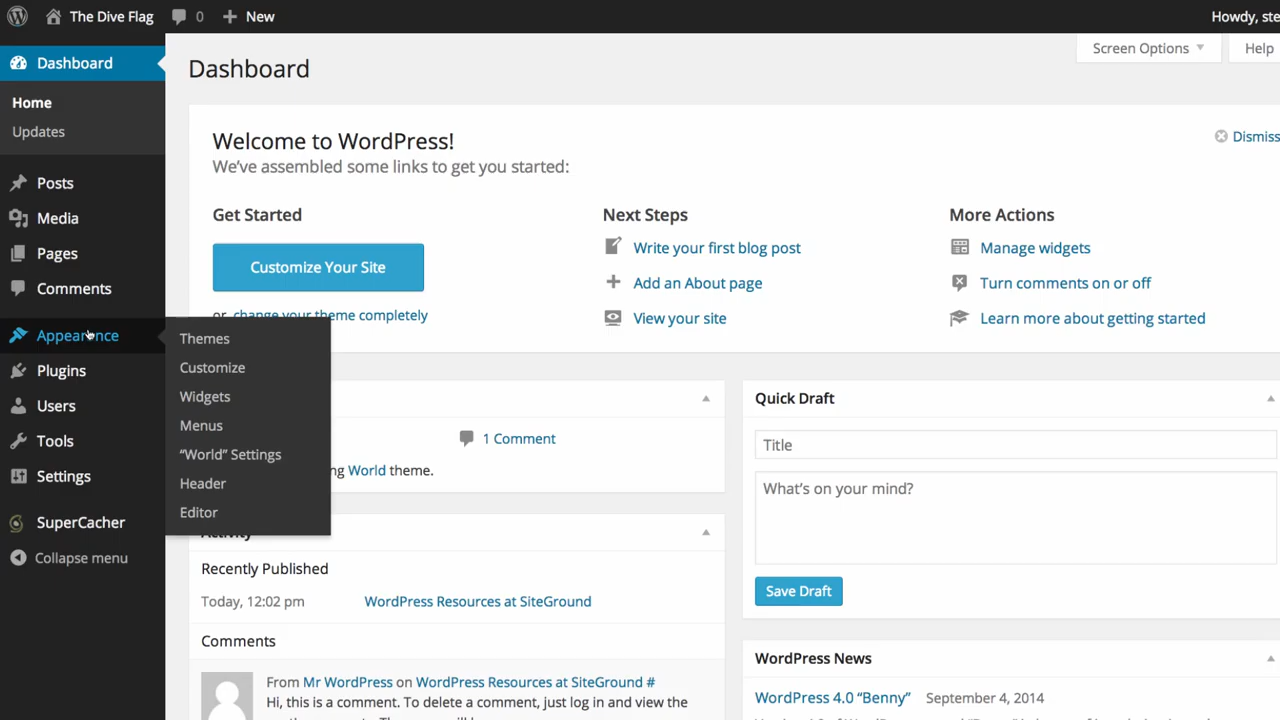 The Dive Flag 0 New Howdy, ste
Dashboard
Home
Updates
Posts
Media
Pages
Comments
Appearance
Plugins
Users
Tools
Settings
SuperCacher
Collapse menu
Themes
Customize
Widgets
Menus
“World” Settings
Header
Editor
Screen Options Help
Dashboard
Welcome to WordPress!
We’ve assembled some links to get you started:
Dismiss
Get Started
Customize Your Site
or, change your theme completely
Next Steps
Write your first blog post
Add an About page
View your site
More Actions
Manage widgets
Turn comments on or off
Learn more about getting started
1 Comment
ng World theme.
Activity
Recently Published
Today, 12:02 pm WordPress Resources at SiteGround
Comments
From Mr WordPress on WordPress Resources at SiteGround #
Hi, this is a comment. To delete a comment, just log in and view the
Quick Draft
Title
What’s on your mind?
Save Draft
WordPress News
WordPress 4.0 “Benny” September 4, 2014